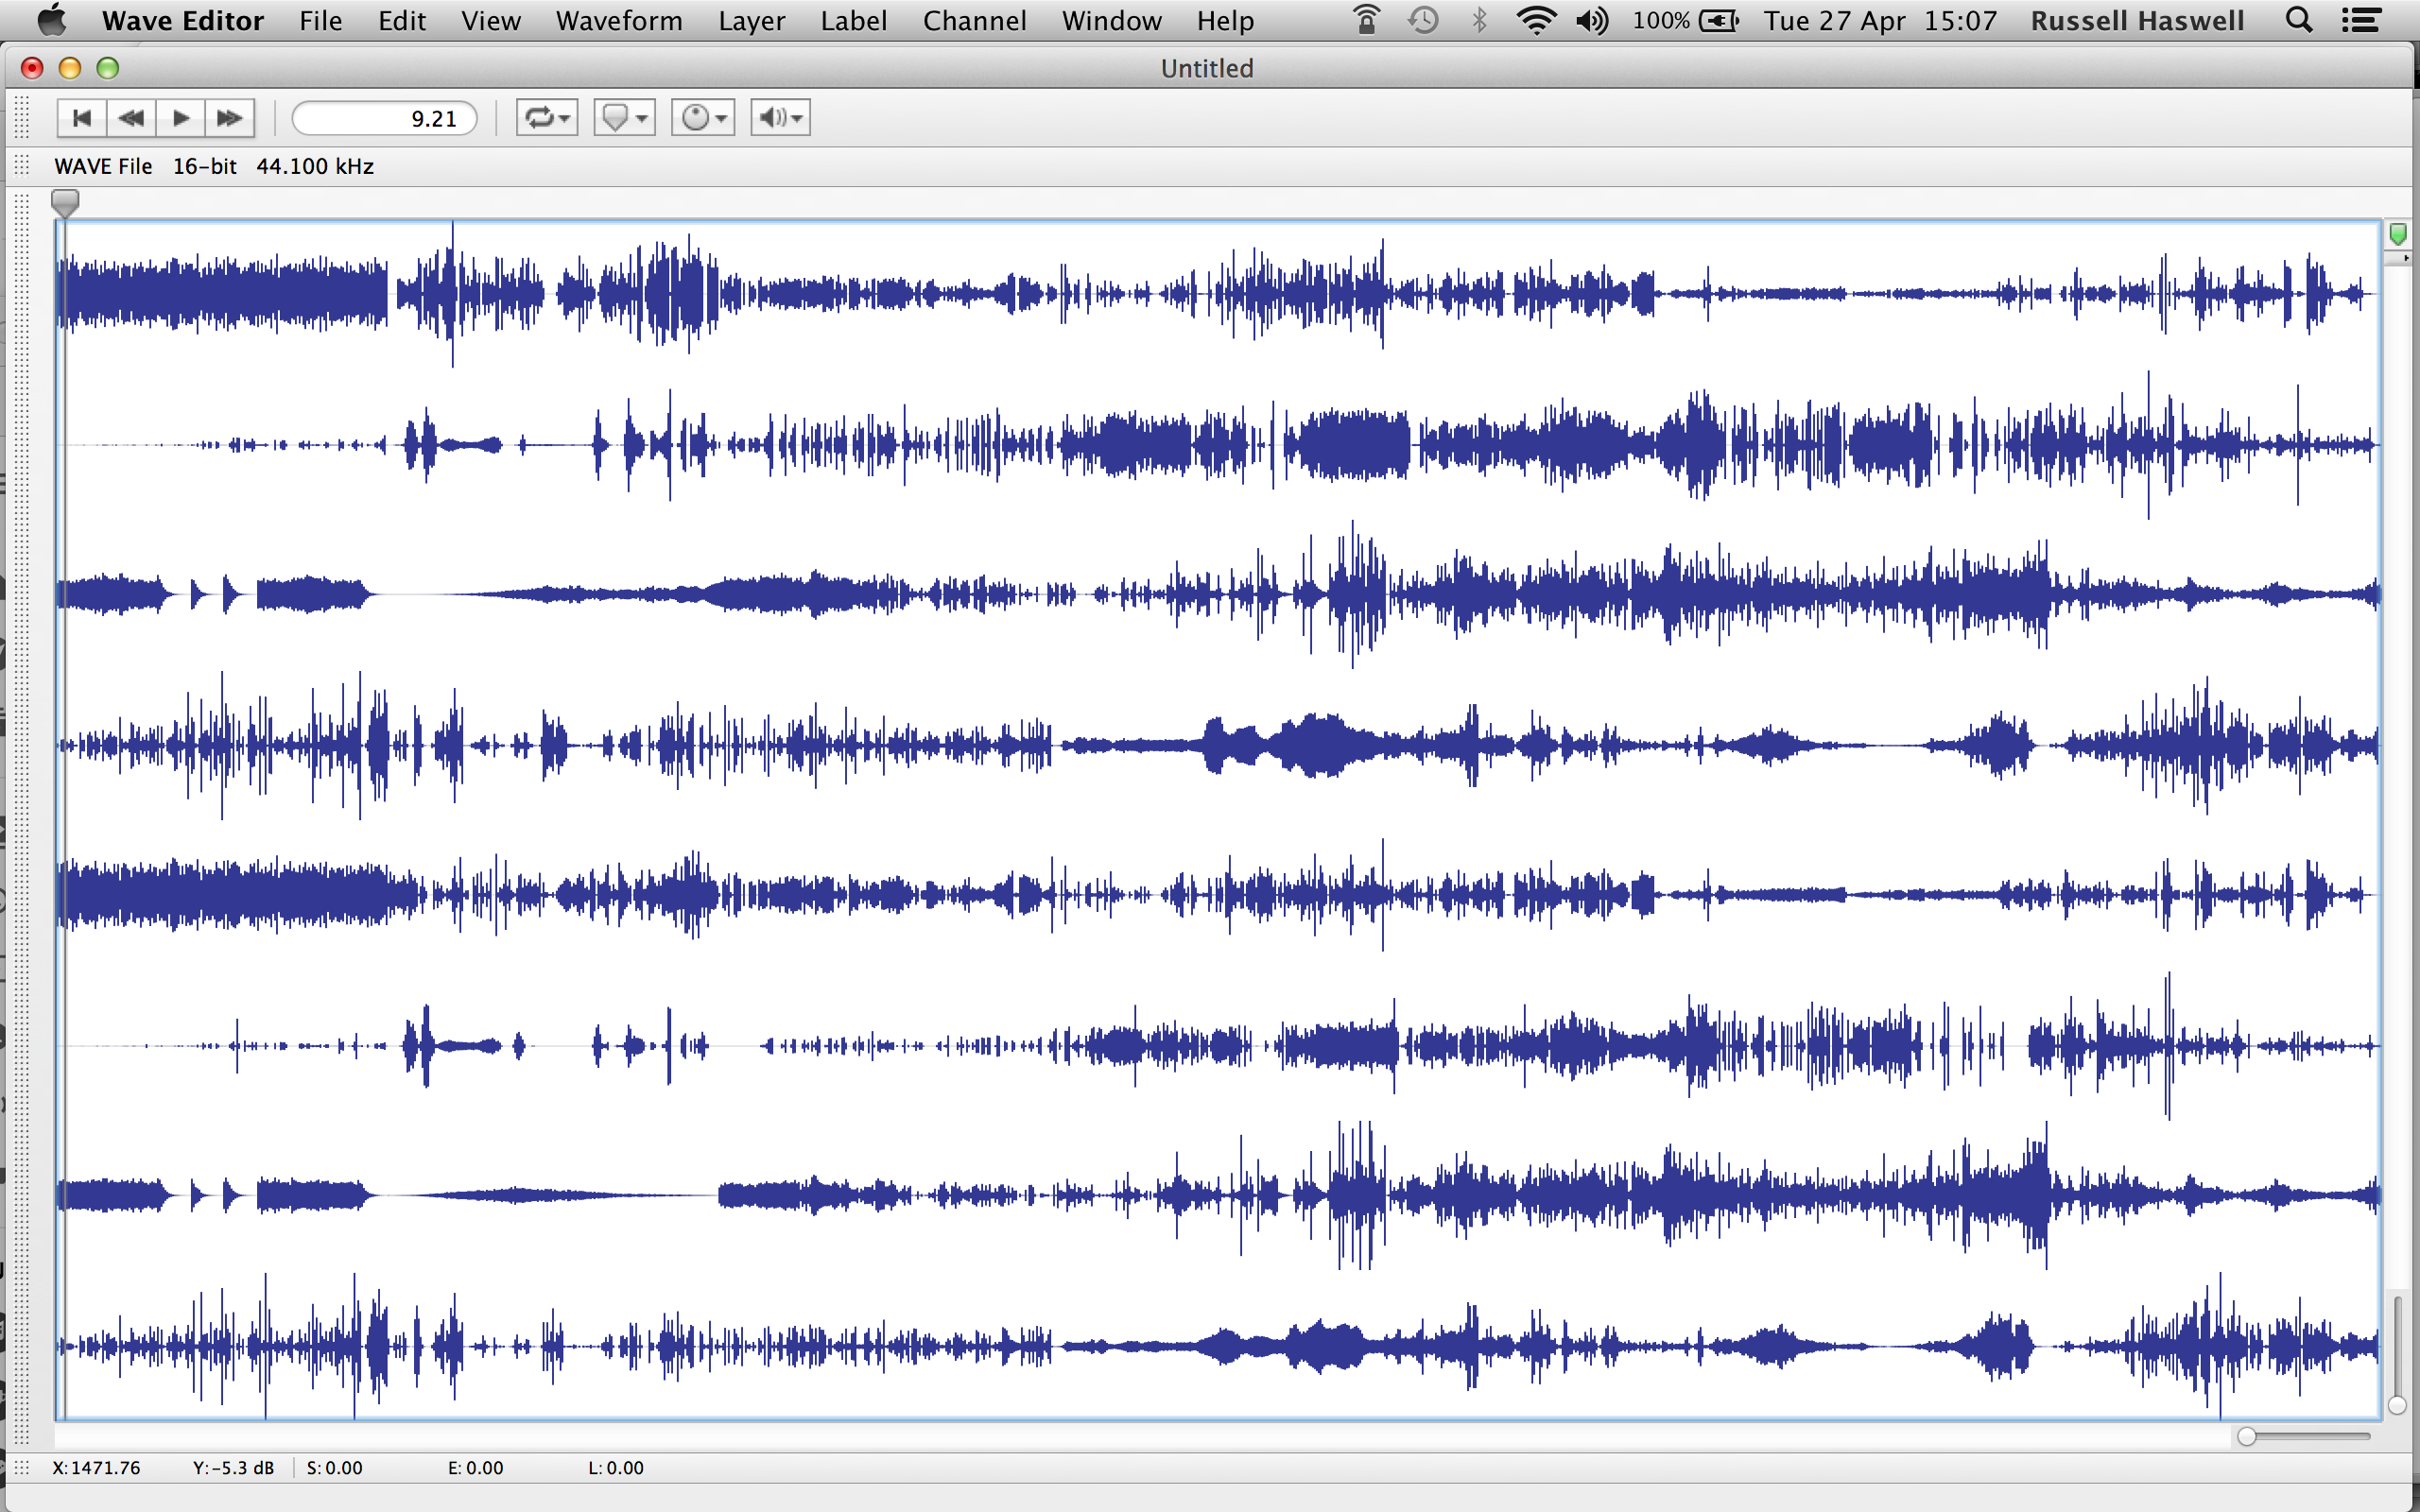 Wave Editor File Edit View Waveform Layer Label Channel Window Help 100% Tue 27 Apr 15:07 Russell Haswell
Untitled
9.21
WAVE File 16-bit 44.100 kHz
X:1471.76 Y:-5.3 dB S:0.00 E:0.00 L:0.00